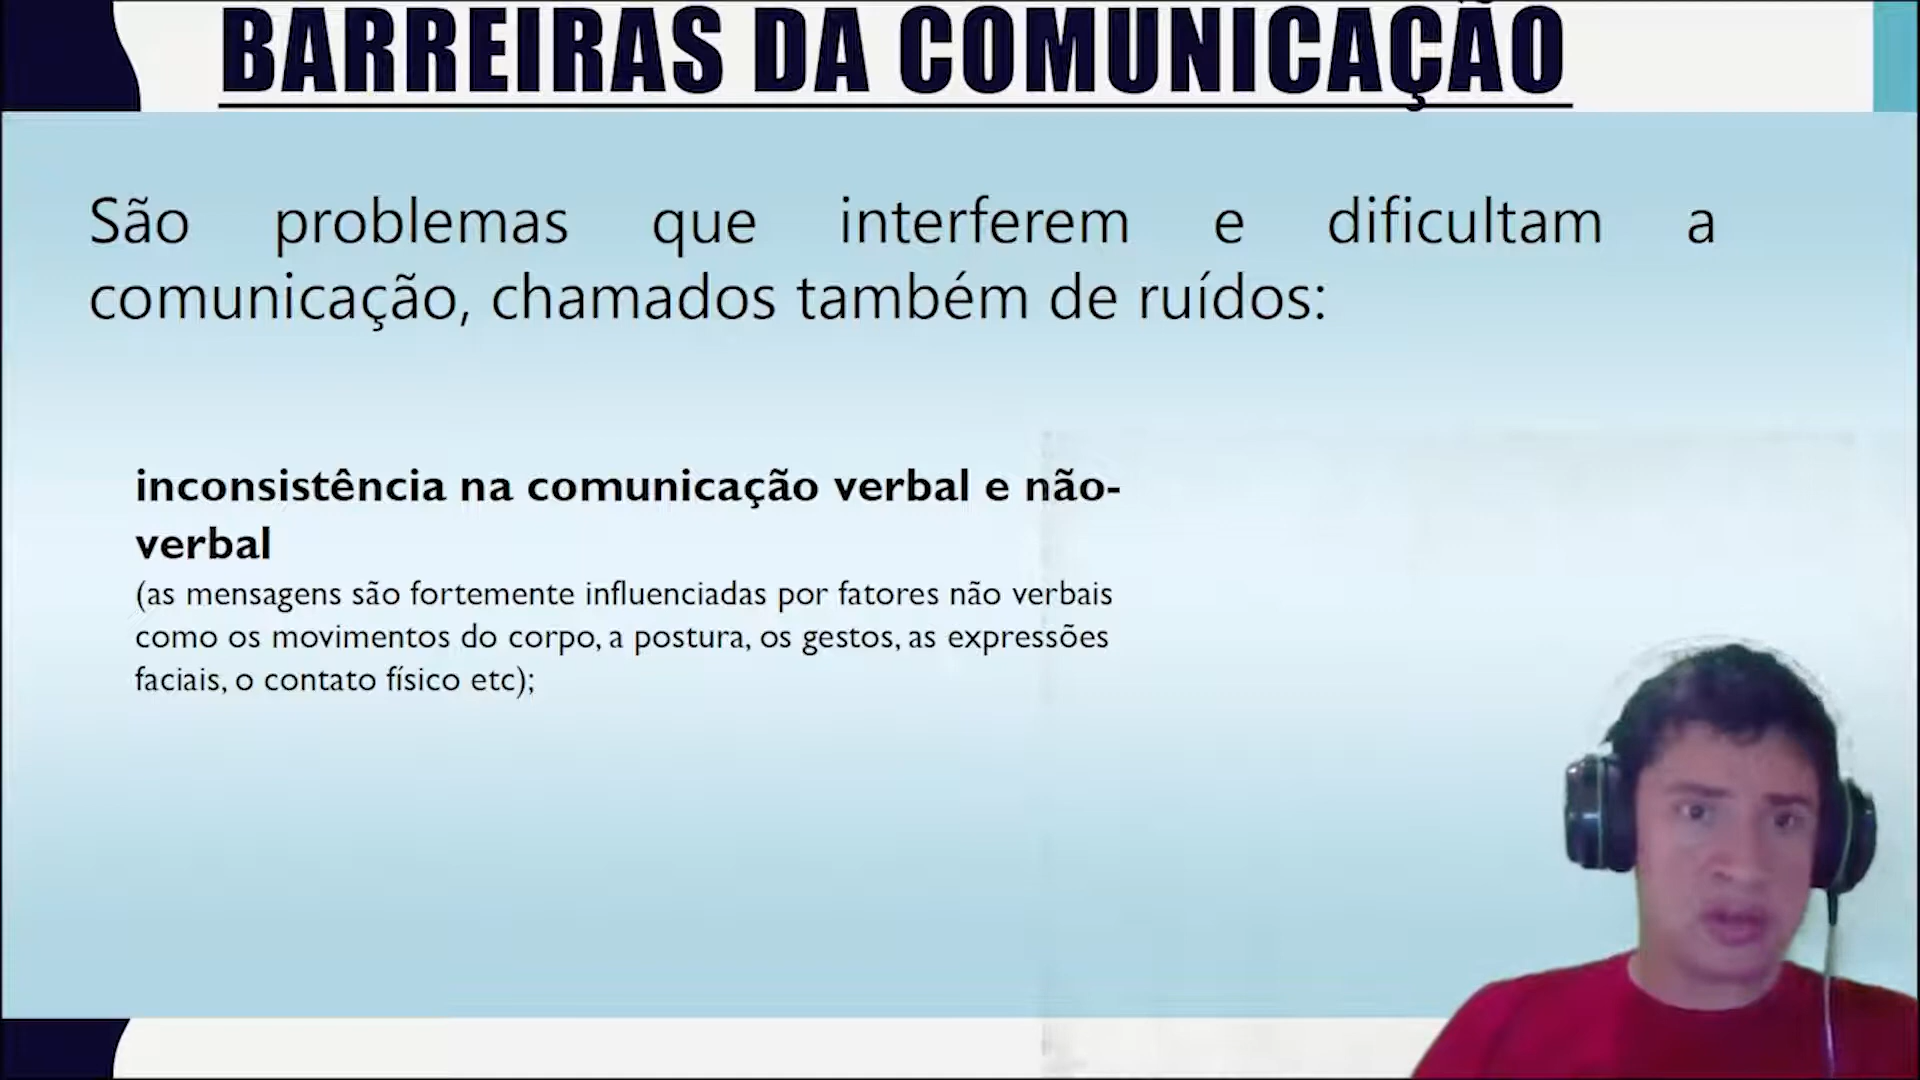 BARREIRAS DA COMUNICAÇÃO
São problemas que interferem e dificultam a
comunicação, chamados também de ruídos:
inconsistência na comunicação verbal e não-
verbal
(as mensagens são fortemente influenciadas por fatores não verbais
como os movimentos do corpo, a postura, os gestos, as expressões
faciais, o contato físico etc);